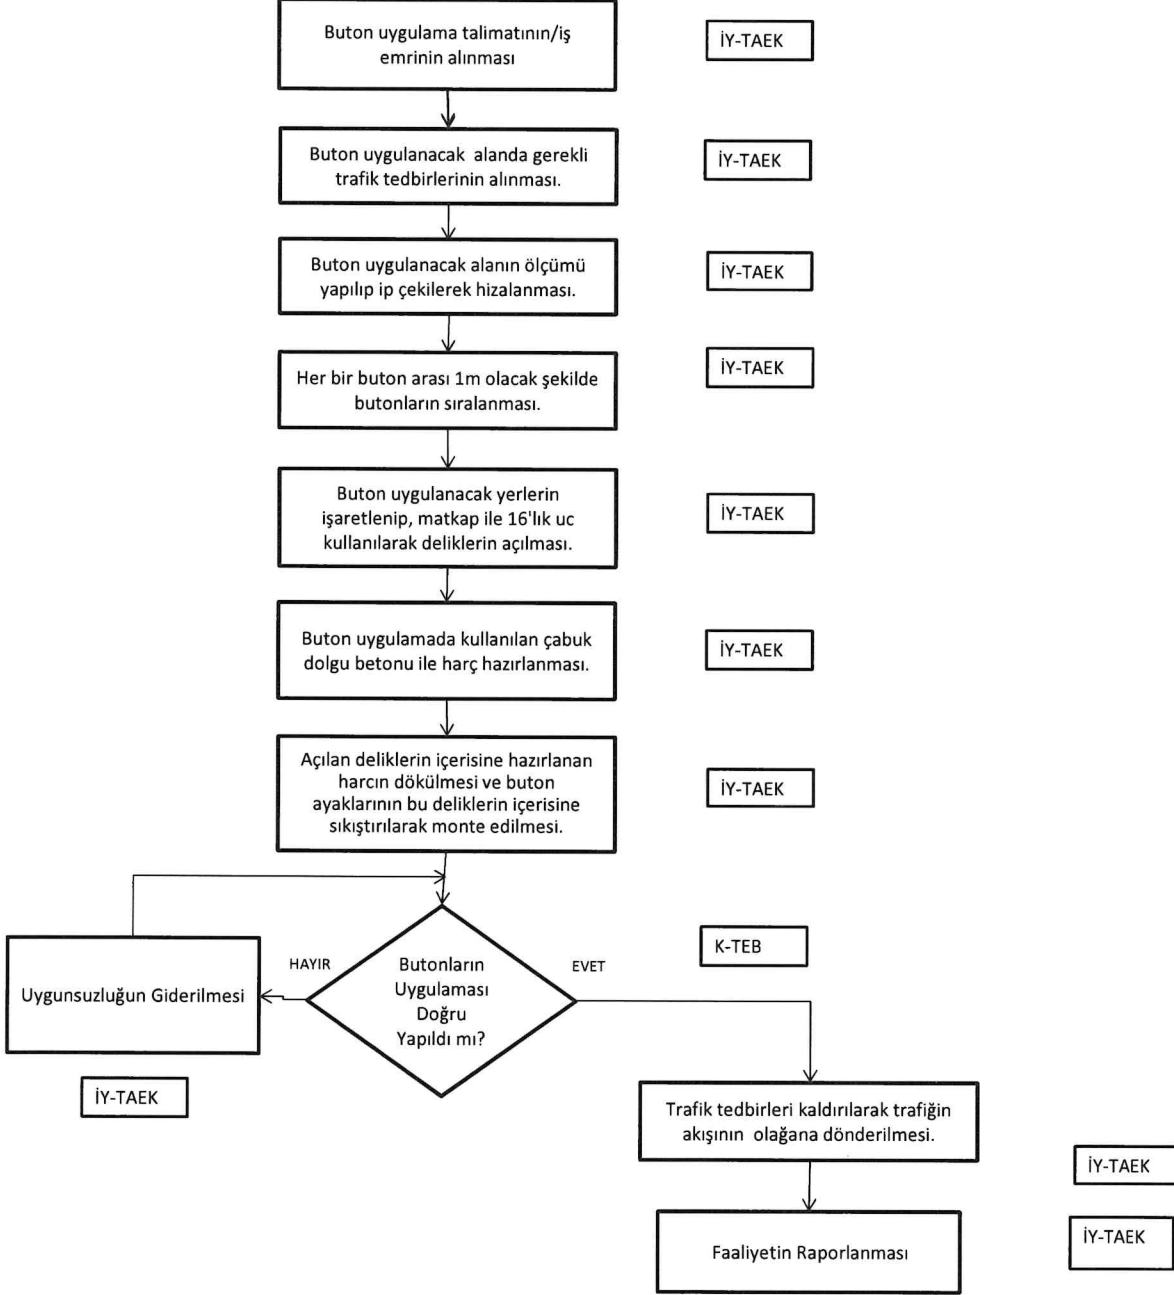 Buton uygulama talimatının/iş
emrinin alınması
İY-TAEK
Buton uygulanacak alanda gerekli
trafik tedbirlerinin alınması.
İY-TAEK
Buton uygulanacak alanın ölçümü
yapılıp ip çekilerek hizalanması.
İY-TAEK
Her bir buton arası 1m olacak şekilde
butonların sıralanması.
İY-TAEK
Buton uygulanacak yerlerin
işaretlenip, matkap ile 16'lık uc
kullanılarak deliklerin açılması.
İY-TAEK
Buton uygulamada kullanılan çabuk
dolgu betonu ile harç hazırlanması.
İY-TAEK
Açılan deliklerin içerisine hazırlanan
harcın dökülmesi ve buton
ayaklarının bu deliklerin içerisine
sıkıştırılarak monte edilmesi.
İY-TAEK
Butonların
Uygulaması
Doğru
Yapıldı mı?
K-TEB
HAYIR
EVET
Uygunsuzluğun Giderilmesi
İY-TAEK
Trafik tedbirleri kaldırılarak trafiğin
akışının olağana dönderilmesi.
İY-TAEK
Faaliyetin Raporlanması
İY-TAEK